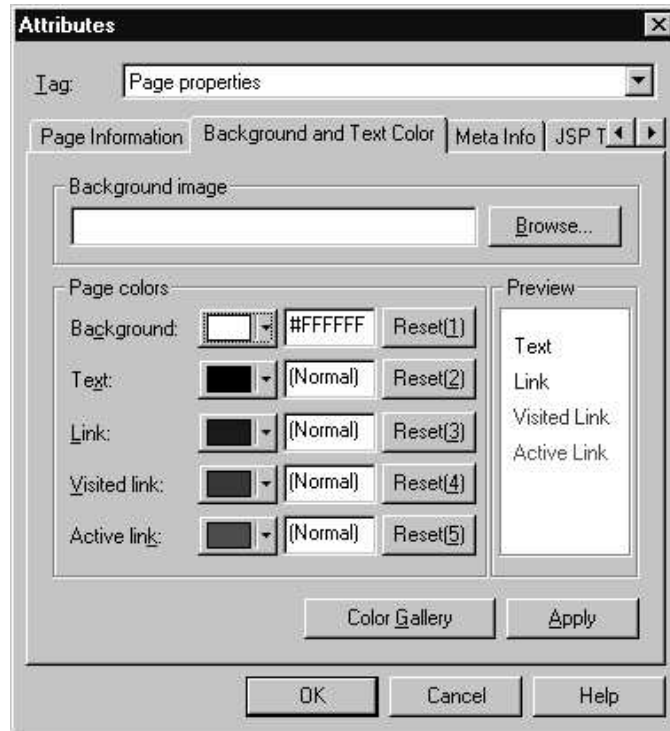 Attributes
Tag: Page properties
Page Information Background and Text Color Meta Info JSP T
Background image
Browse...
Page colors
Background: #FFFFFF Reset(1)
Text: (Normal) Reset(2)
Link: (Normal) Reset(3)
Visited link: (Normal) Reset(4)
Active link: (Normal) Reset(5)
Preview
Text
Link
Visited Link
Active Link
Color Gallery Apply
OK Cancel Help